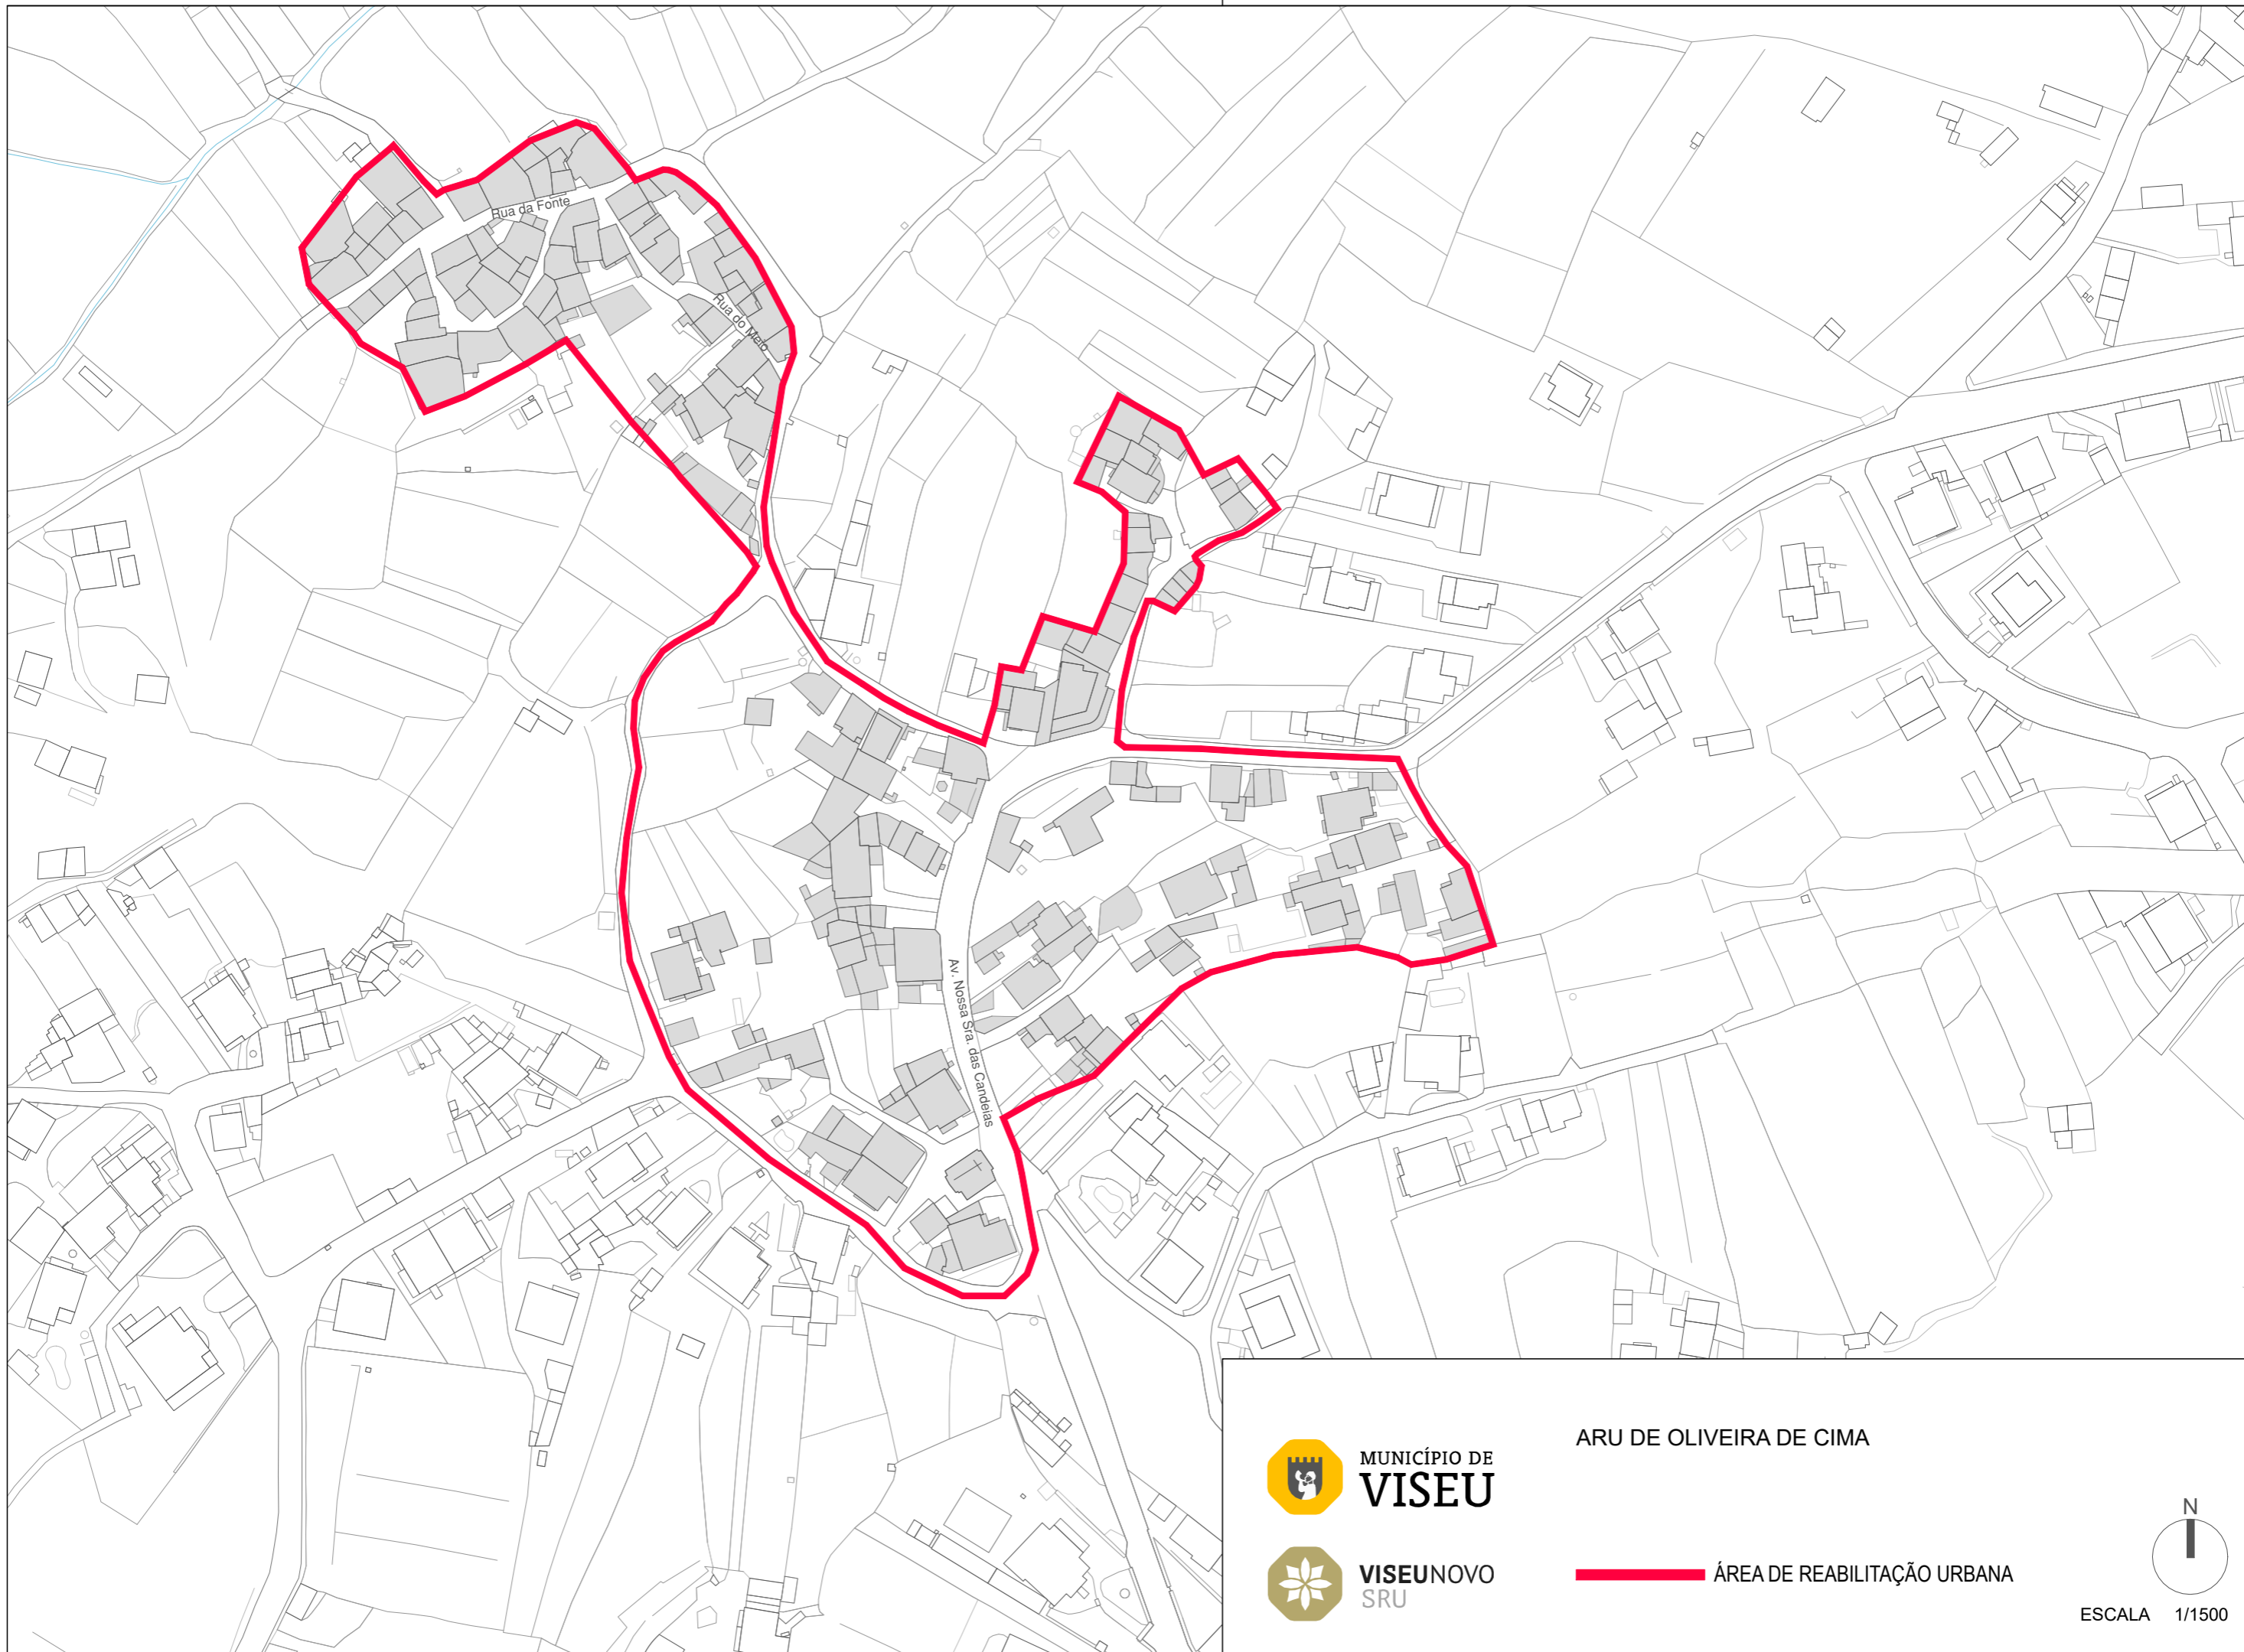 Rua da Fonte
Rua do Meio
Av. Nossa Sra. das Candeias
MUNICÍPIO DE
VISEU
ARU DE OLIVEIRA DE CIMA
VISEUNOVO
SRU
ÁREA DE REABILITAÇÃO URBANA
N
ESCALA 1/1500